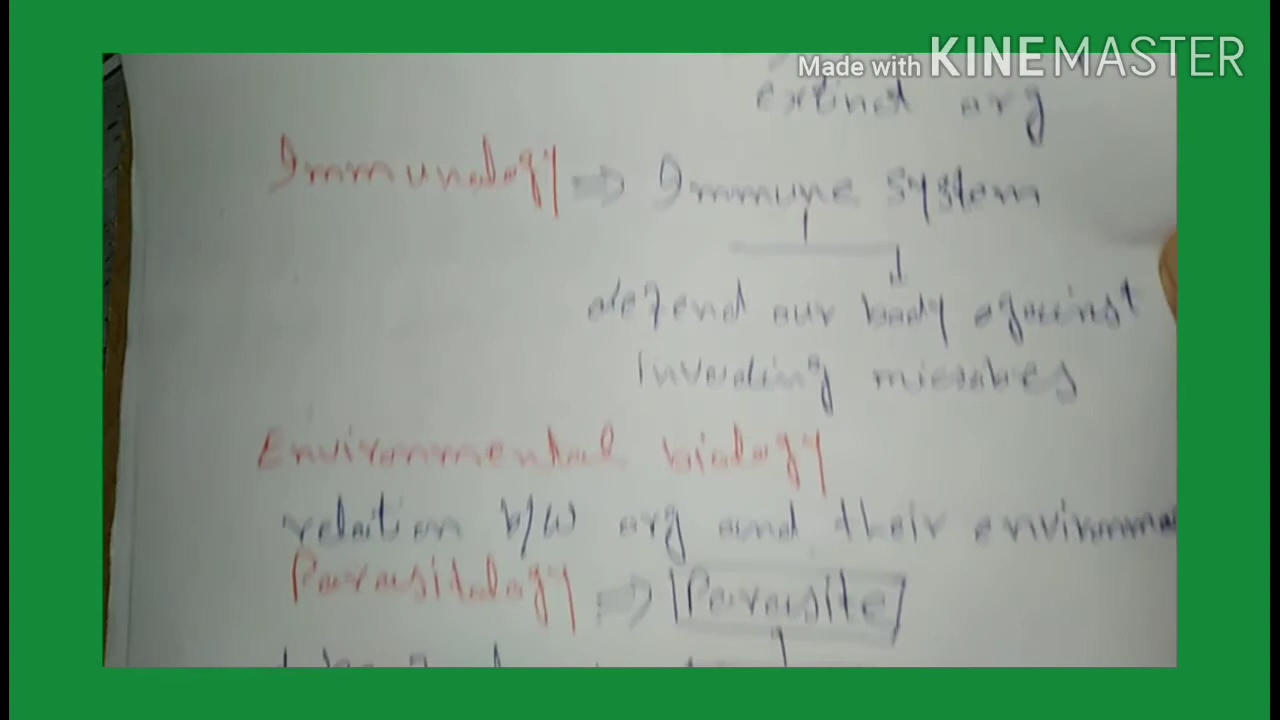 Made with KINEMASTER
extinct org
Immunology ⇒ Immune system
defend our body against
invading microbes
Environmental biology
relation b/w org and their environme
Parasitology ⇒ Parasite